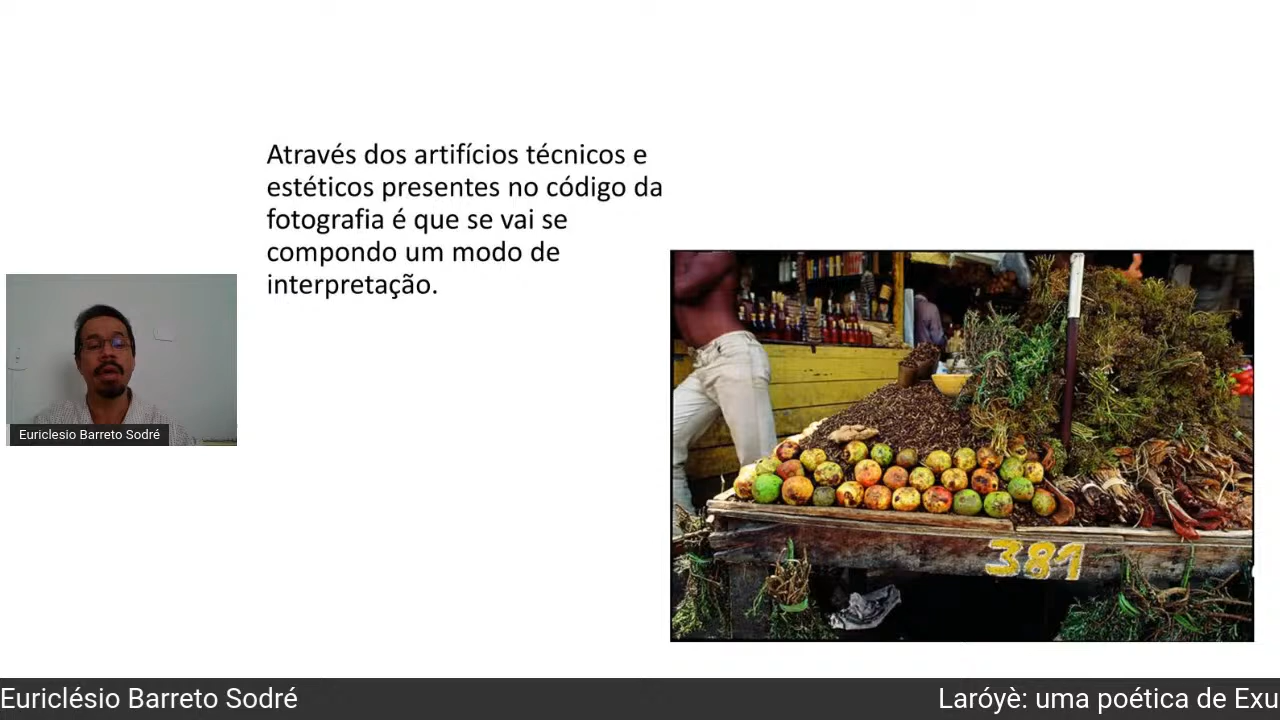 Através dos artifícios técnicos e
estéticos presentes no código da
fotografia é que se vai se
compondo um modo de
interpretação.
Euriclesio Barreto Sodré
389
Euriclésio Barreto Sodré
Laróyè: uma poética de Exu